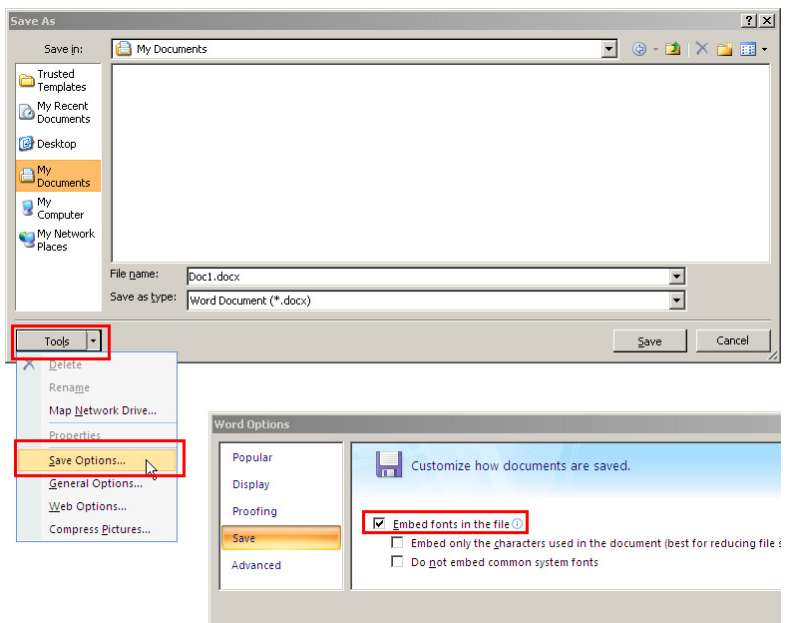 Save As
Save in:
My Documents
Trusted
Templates
My Recent
Documents
Desktop
My
Documents
My
Computer
My Network
Places
File name:
Doc1.docx
Save as type:
Word Document (*.docx)
Tools
Save
Cancel
Delete
Rename
Map Network Drive...
Properties
Save Options...
General Options...
Web Options...
Compress Pictures...
Word Options
Popular
Display
Proofing
Save
Advanced
Customize how documents are saved.
Embed fonts in the file
Embed only the characters used in the document (best for reducing file s
Do not embed common system fonts